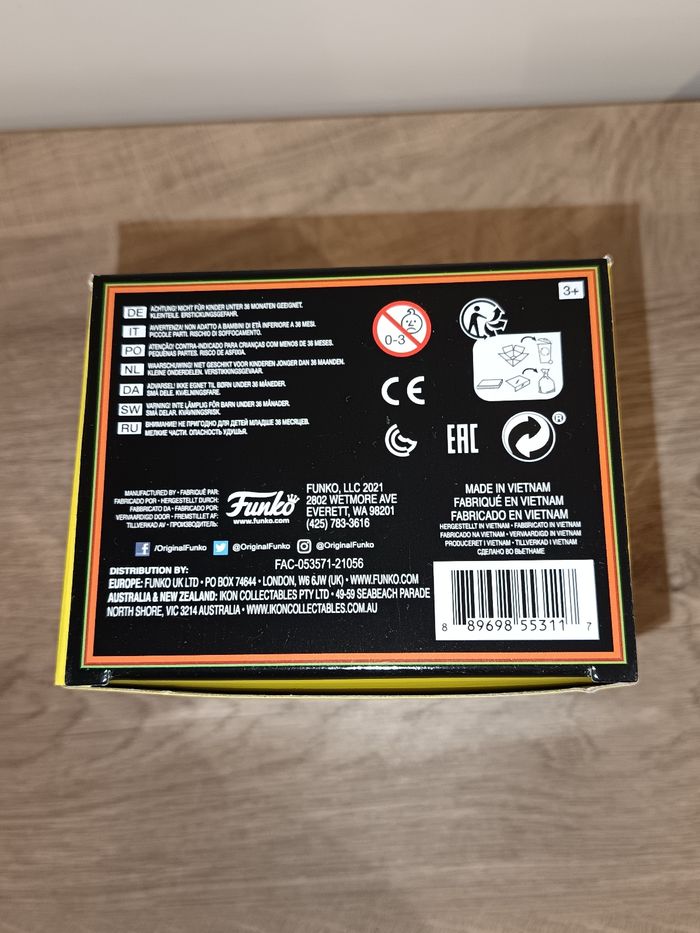 3+
DE ACHTUNG! NICHT FÜR KINDER UNTER 36 MONATEN GEEIGNET.
KLEINTEILE. ERSTICKUNGSGEFAHR.
IT AVVERTENZA! NON ADATTO A BAMBINI DI ETÀ INFERIORE A 36 MESI.
PICCOLE PARTI. RISCHIO DI SOFFOCAMENTO.
PO ATENÇÃO! CONTRA-INDICADO PARA CRIANÇAS COM MENOS DE 36 MESES.
PEQUENAS PARTES. RISCO DE ASFIXIA.
NL WAARSCHUWING! NIET GESCHIKT VOOR KINDEREN JONGER DAN 36 MAANDEN.
KLEINE ONDERDELEN. VERSTIKKINGSGEVAAR.
DA ADVARSEL! IKKE EGNET TIL BØRN UNDER 36 MÅNEDER.
SMÅ DELE. KVÆLNINGSFARE.
SW VARNING! INTE LÄMPLIG FÖR BARN UNDER 36 MÅNADER.
SMÅ DELAR. KVÄVNINGSRISK.
RU ВНИМАНИЕ! НЕ ПРИГОДНО ДЛЯ ДЕТЕЙ МЛАДШЕ 36 МЕСЯЦЕВ.
МЕЛКИЕ ЧАСТИ. ОПАСНОСТЬ УДУШЬЯ.
0-3
CE
EAC
®
MANUFACTURED BY • FABRIQUÉ PAR:
FABRICADO POR • HERGESTELLT DURCH:
FABBRICATO DA • FABRICADO POR:
VERVAARDIGD DOOR • FREMSTILLET AF:
TILLVERKAD AV • ПРОИЗВОДИТЕЛЬ:
Funko
www.funko.com
FUNKO, LLC 2021
2802 WETMORE AVE
EVERETT, WA 98201
(425) 783-3616
MADE IN VIETNAM
FABRIQUÉ EN VIETNAM
FABRICADO EN VIETNAM
HERGESTELLT IN VIETNAM • FABBRICATO IN VIETNAM
FABRICADO NA VIETNAM • VERVAARDIGD IN VIETNAM
PRODUCERET I VIETNAM • TILLVERKAD I VIETNAM
СДЕЛАНО ВО ВЬЕТНАМЕ
f /OriginalFunko @OriginalFunko @OriginalFunko
FAC-053571-21056
DISTRIBUTION BY:
EUROPE: FUNKO UK LTD • PO BOX 74644 • LONDON, W6 6JW (UK) • WWW.FUNKO.COM
AUSTRALIA & NEW ZEALAND: IKON COLLECTABLES PTY LTD • 49-59 SEABEACH PARADE
NORTH SHORE, VIC 3214 AUSTRALIA • WWW.IKONCOLLECTABLES.COM.AU
8 89698 55311 7